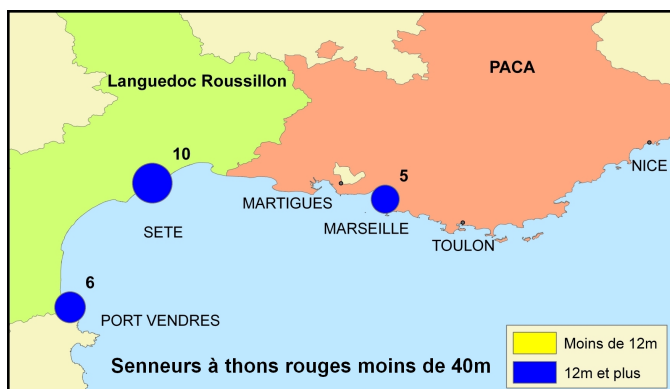 PACA
Languedoc Roussillon
10
NICE
5
MARTIGUES
SETE
MARSEILLE
TOULON
6
PORT VENDRES
Moins de 12m
Senneurs à thons rouges moins de 40m
12m et plus